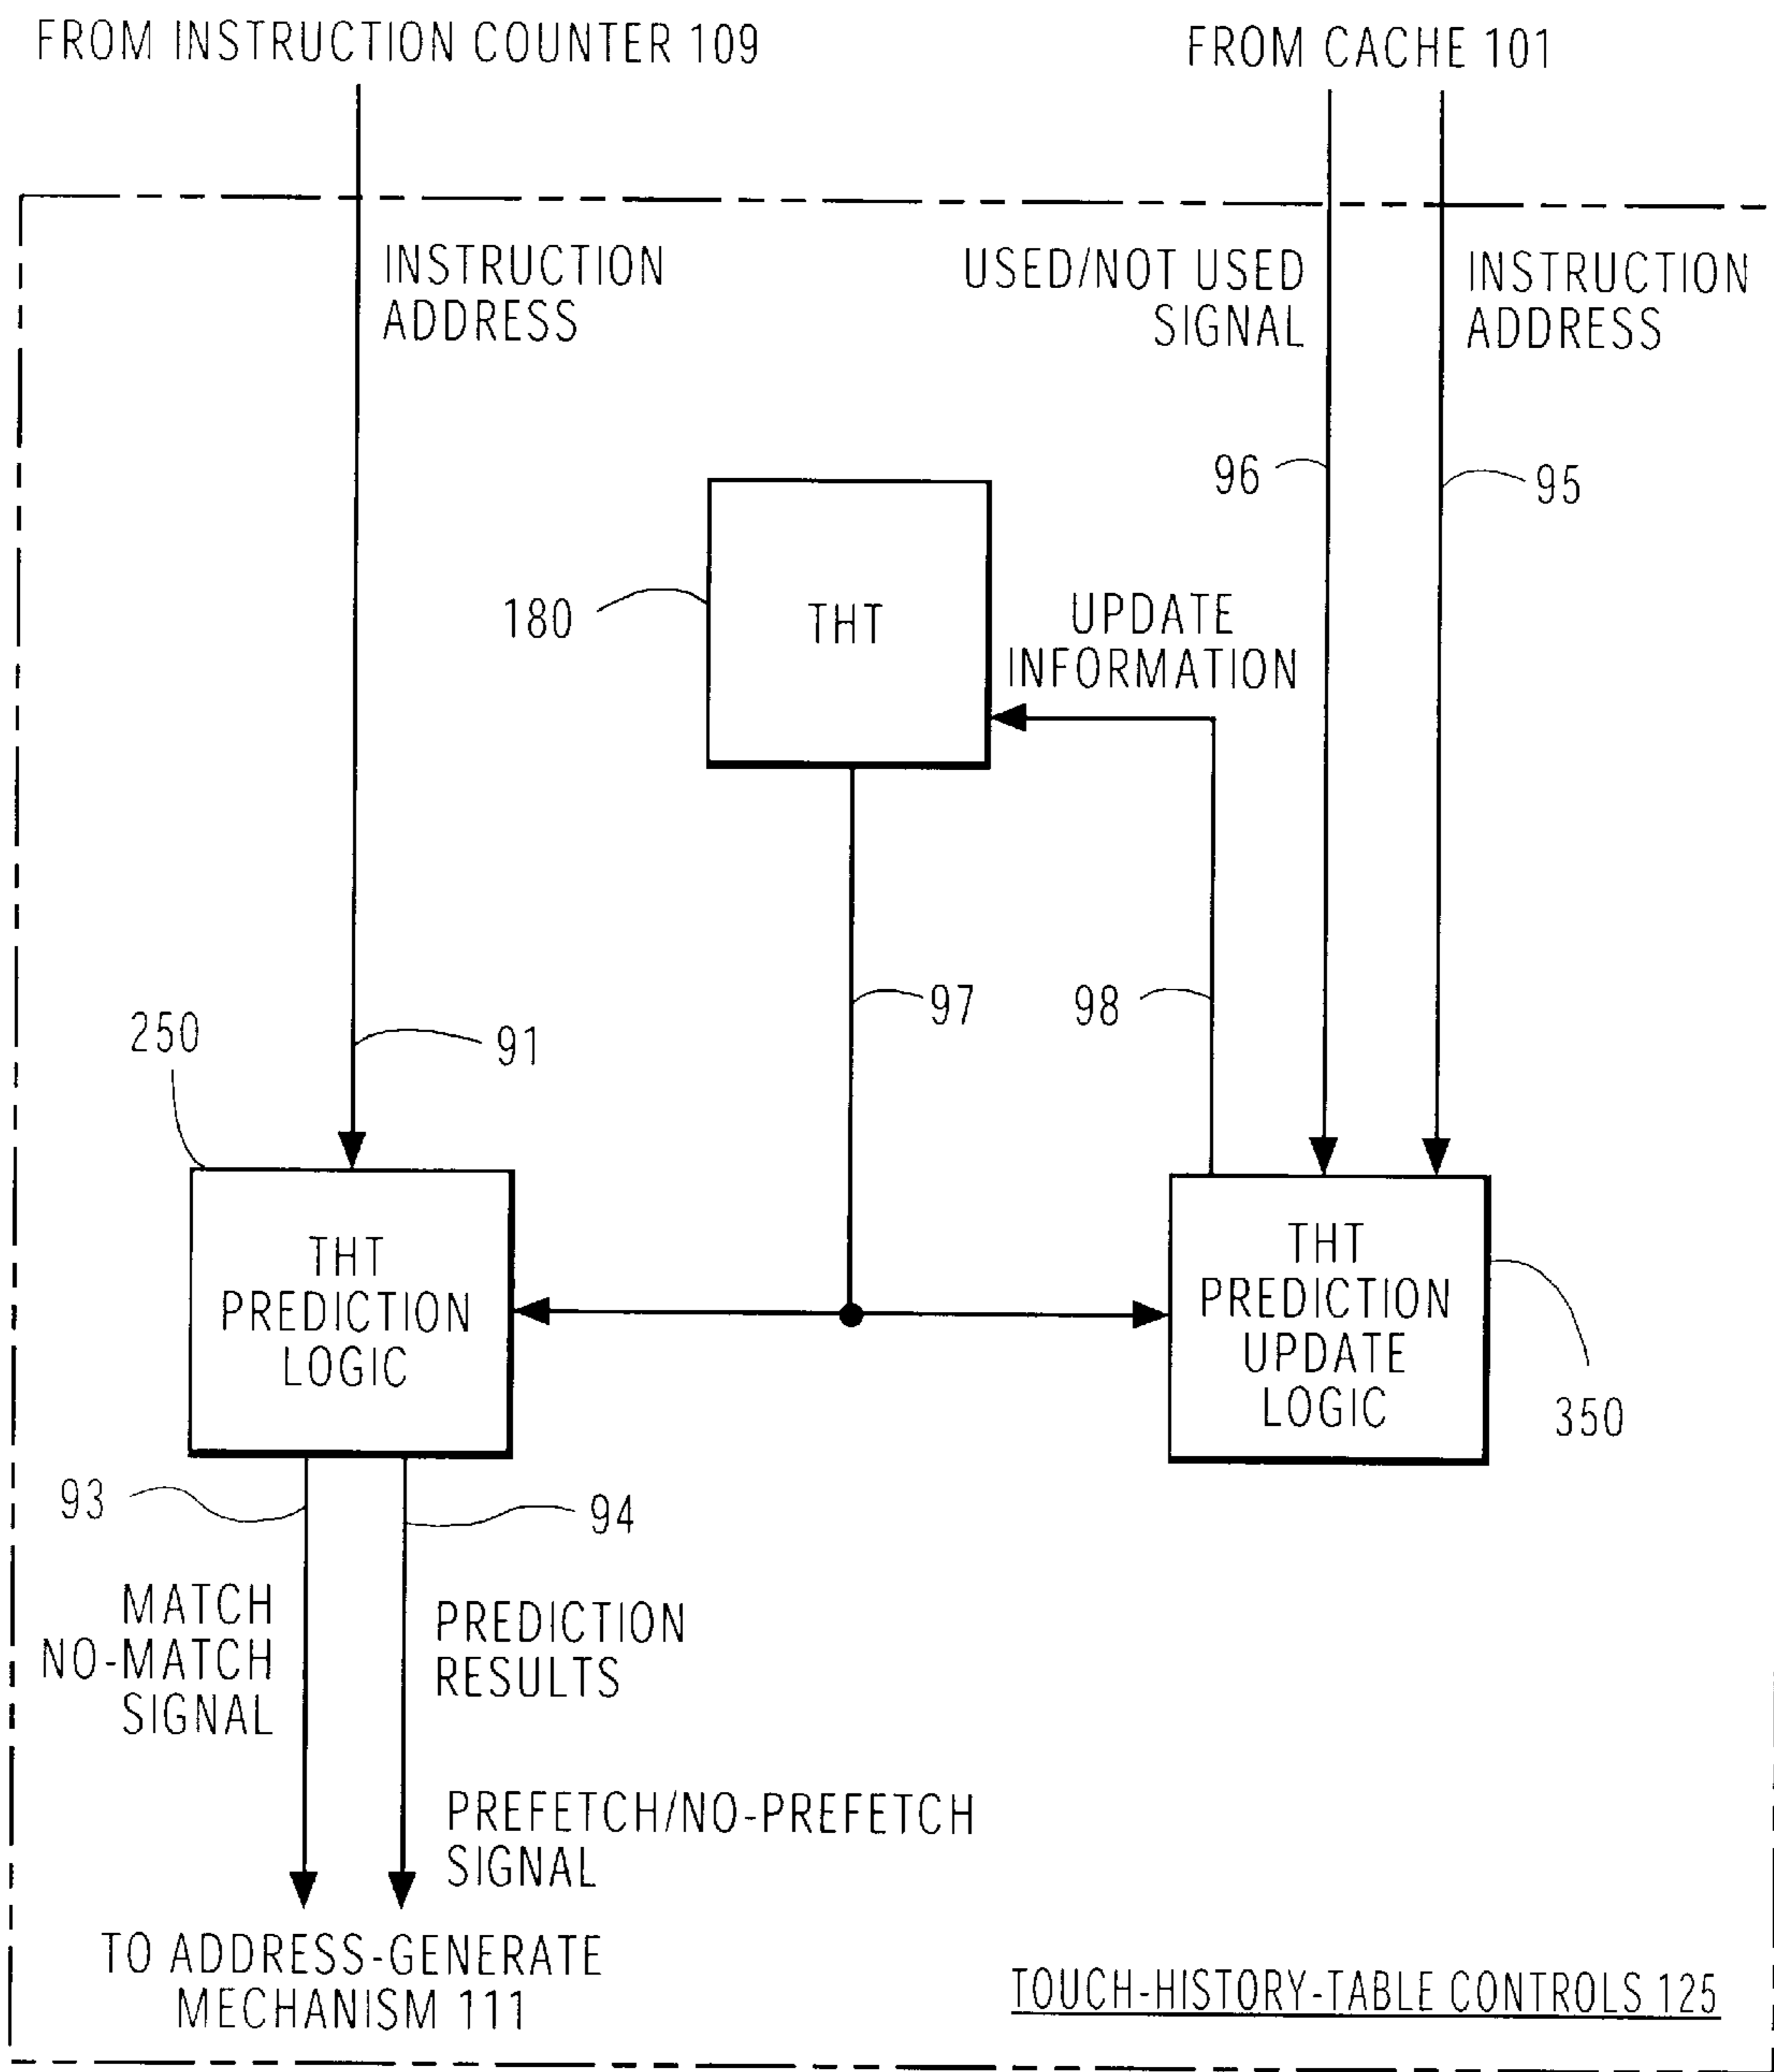 FROM INSTRUCTION COUNTER 109
FROM CACHE 101
INSTRUCTION
ADDRESS
USED/NOT USED
SIGNAL
INSTRUCTION
ADDRESS
96
95
180
THT
UPDATE
INFORMATION
97
98
250
91
THT
PREDICTION
LOGIC
THT
PREDICTION
UPDATE
LOGIC
350
93
94
MATCH
NO-MATCH
SIGNAL
PREDICTION
RESULTS
PREFETCH/NO-PREFETCH
SIGNAL
TO ADDRESS-GENERATE
MECHANISM 111
TOUCH-HISTORY-TABLE CONTROLS 125